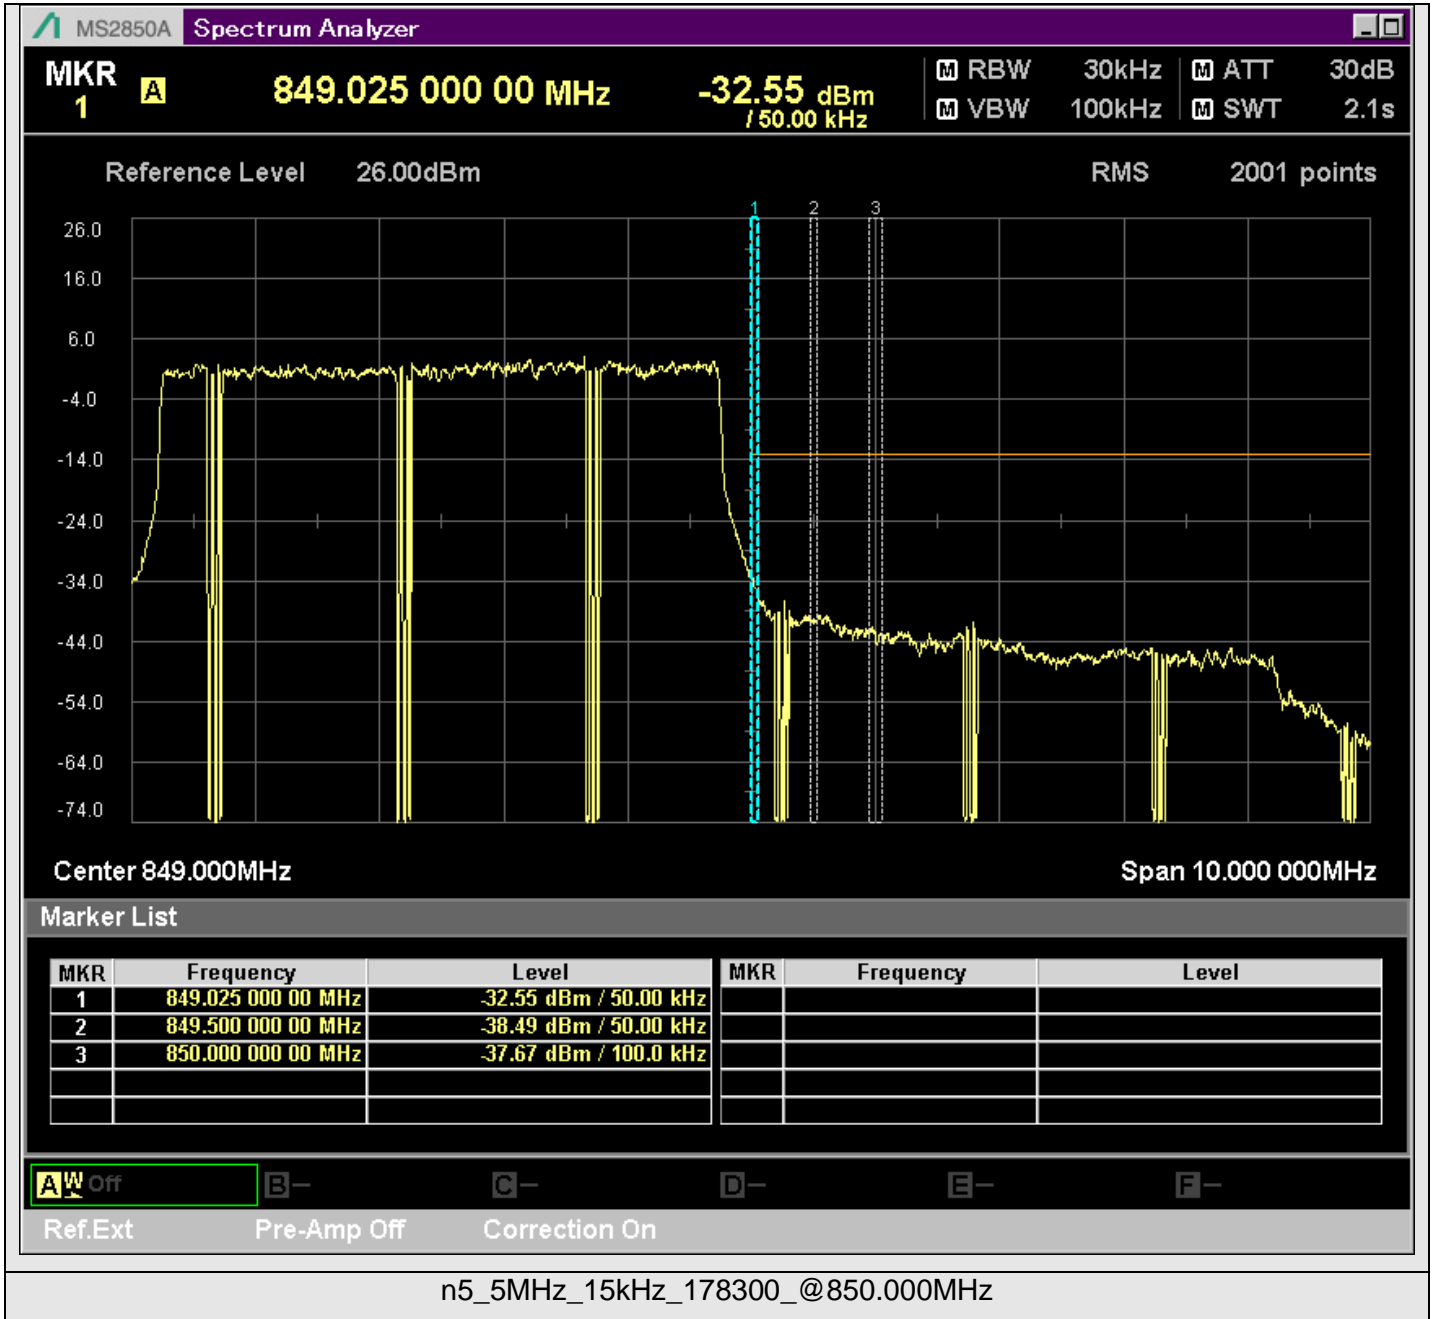 MS2850A Spectrum Analyzer
MKR 1 A 849.025 000 00 MHz -32.55 dBm / 50.00 kHz
M RBW 30kHz M ATT 30dB
M VBW 100kHz M SWT 2.1s
Reference Level 26.00dBm RMS 2001 points
1 2 3
26.0
16.0
6.0
-4.0
-14.0
-24.0
-34.0
-44.0
-54.0
-64.0
-74.0
1 2 3
Center 849.000MHz Span 10.000 000MHz
Marker List
MKR Frequency Level MKR Frequency Level
1 849.025 000 00 MHz -32.55 dBm / 50.00 kHz
2 849.500 000 00 MHz -38.49 dBm / 50.00 kHz
3 850.000 000 00 MHz -37.67 dBm / 100.0 kHz
A W Off B - C - D - E - F -
Ref.Ext Pre-Amp Off Correction On
n5_5MHz_15kHz_178300_@850.000MHz